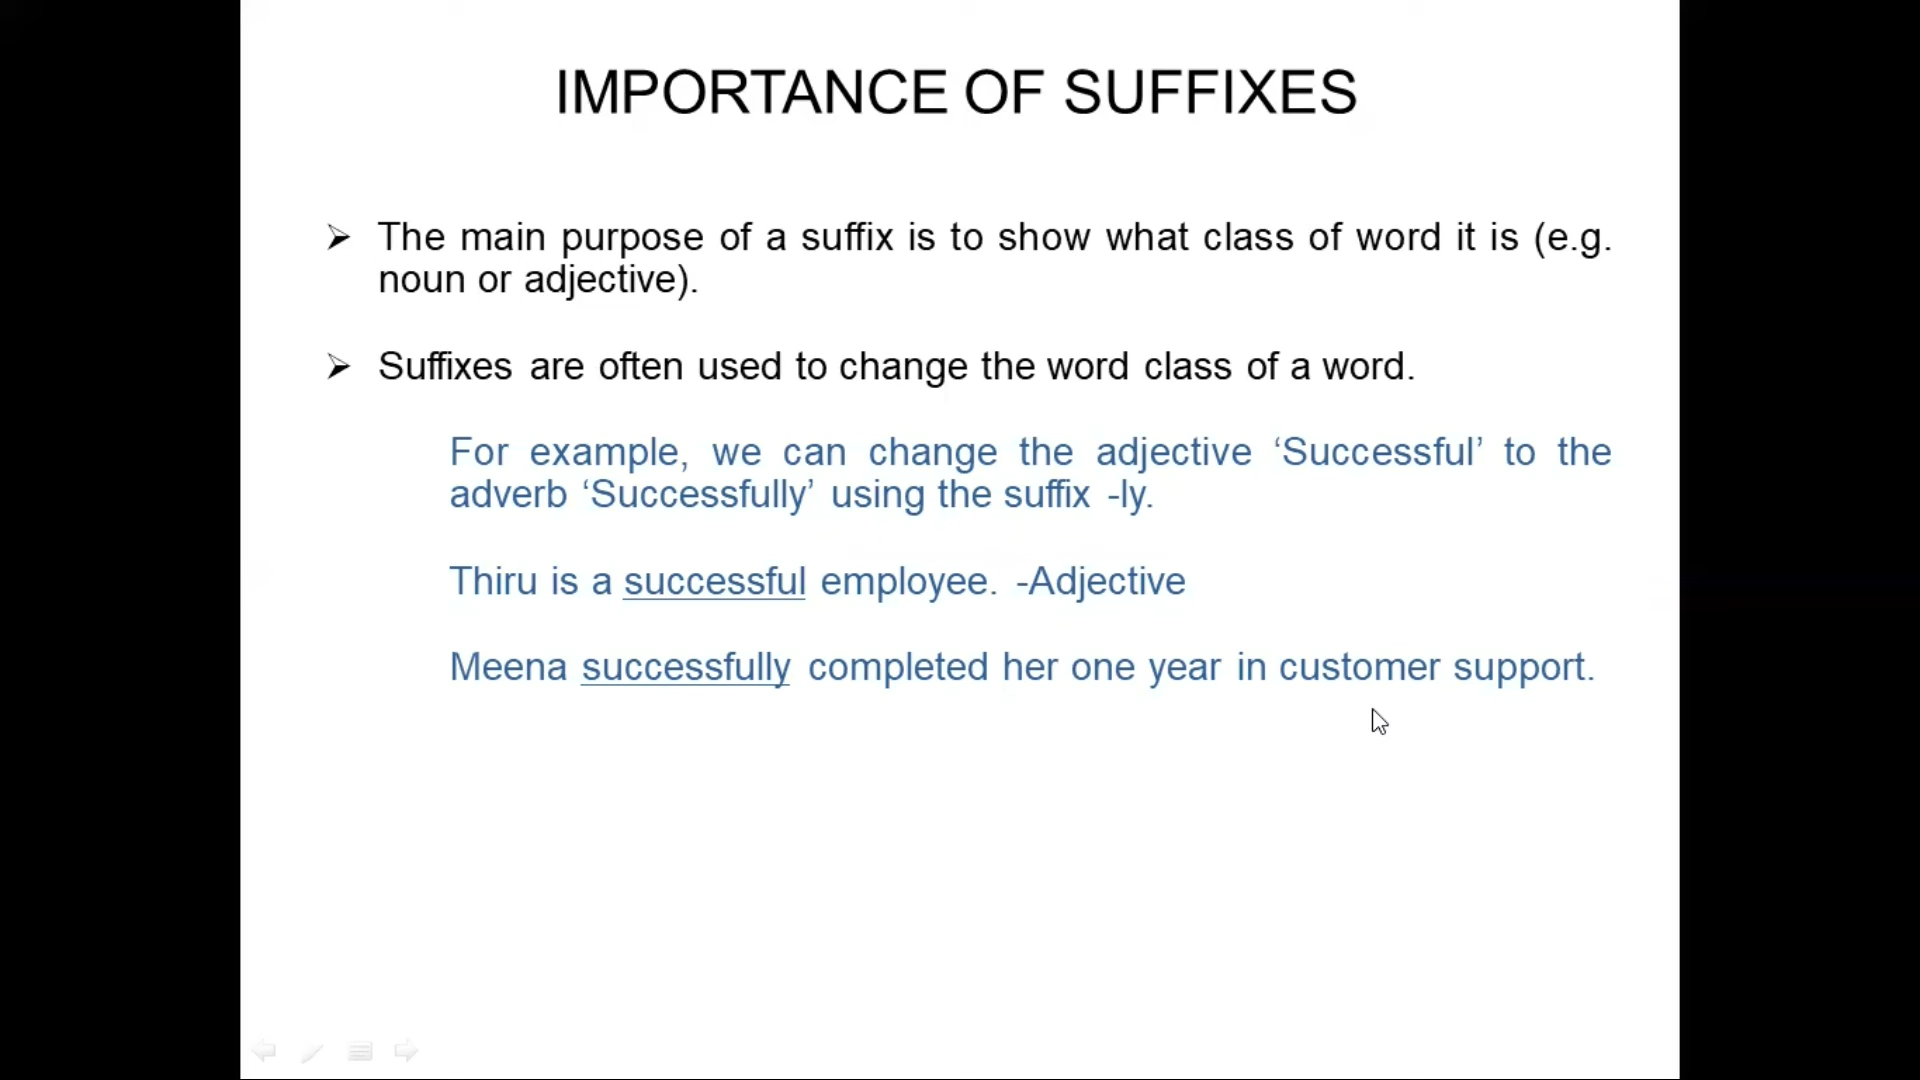 IMPORTANCE OF SUFFIXES
➢ The main purpose of a suffix is to show what class of word it is (e.g.
noun or adjective).
➢ Suffixes are often used to change the word class of a word.
For example, we can change the adjective ‘Successful’ to the
adverb ‘Successfully’ using the suffix -ly.
Thiru is a successful employee. -Adjective
Meena successfully completed her one year in customer support.